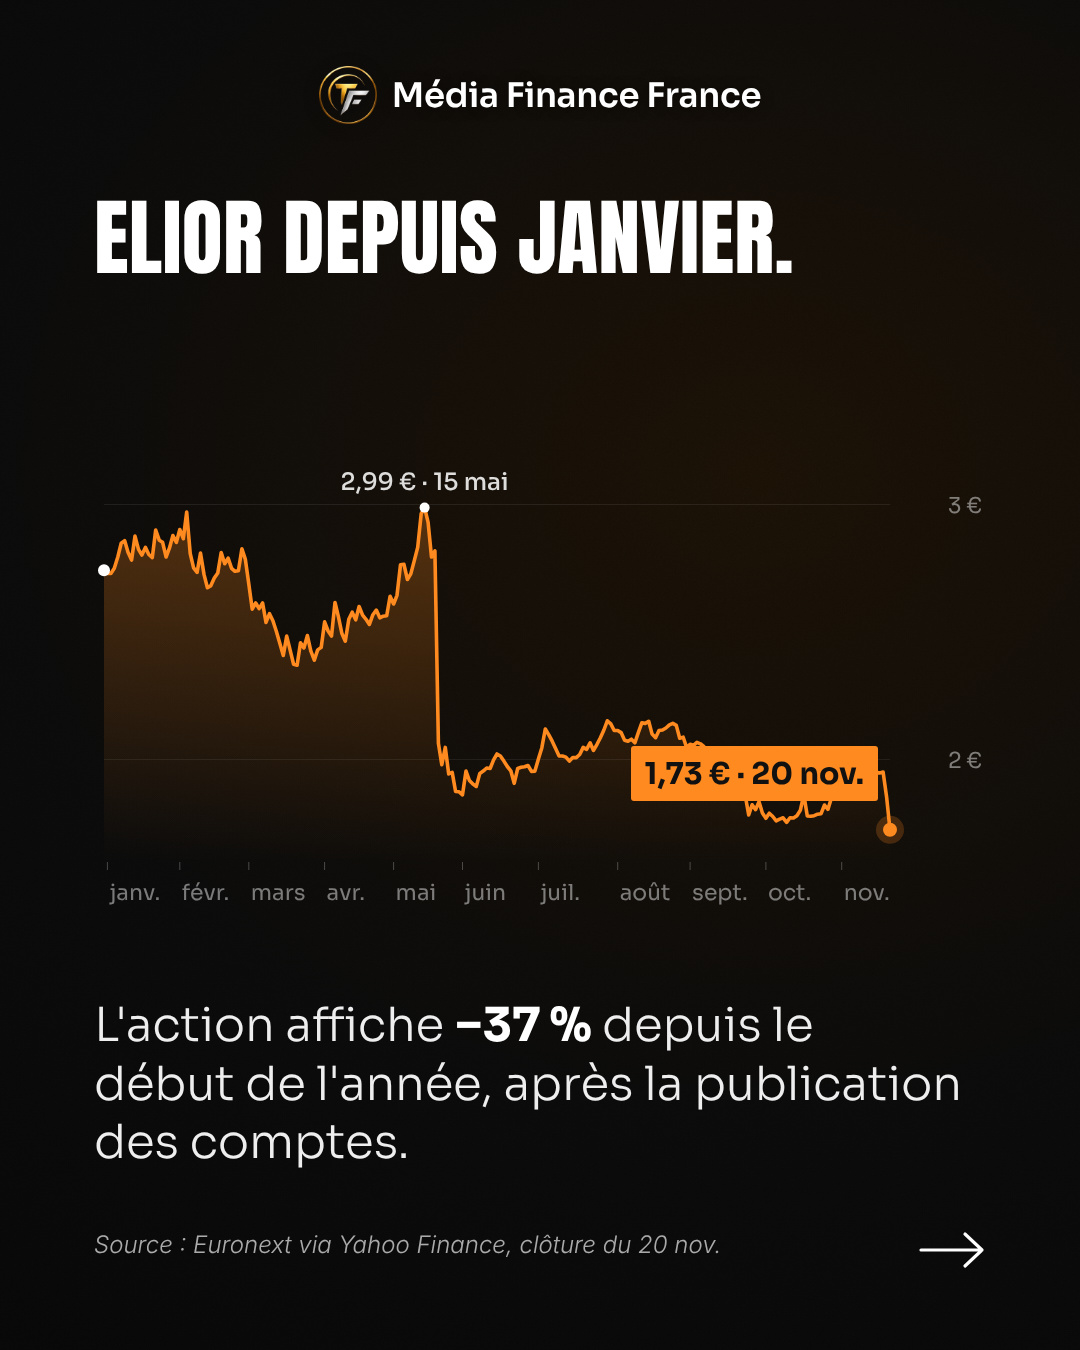 Média Finance France
ELIOR DEPUIS JANVIER.
2,99 € · 15 mai
3 €
2 €
1,73 € · 20 nov.
janv. févr. mars avr. mai juin juil. août sept. oct. nov.
L'action affiche −37 % depuis le
début de l'année, après la publication
des comptes.
Source : Euronext via Yahoo Finance, clôture du 20 nov.